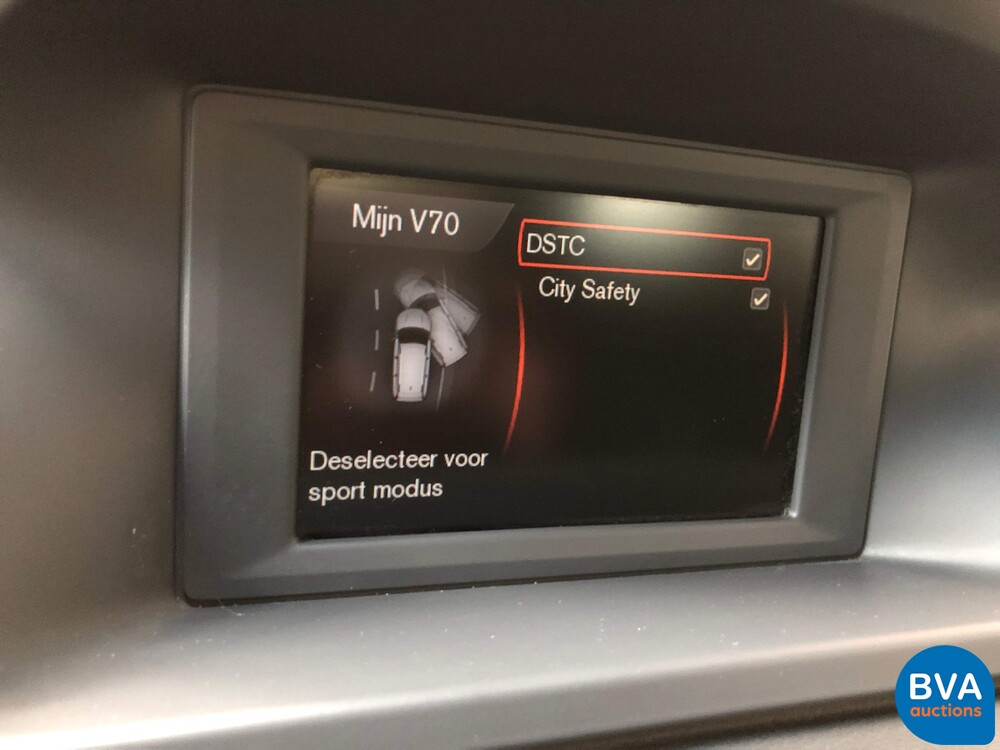 Mijn V70
DSTC
City Safety
Deselecteer voor
sport modus
BVA
auctions